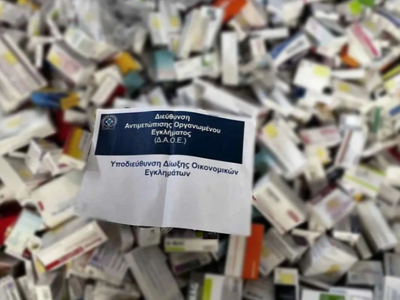 Διεύθυνση
Αντιμετώπισης Οργανωμένου
Εγκλήματος
(Δ.Α.Ο.Ε.)
Υποδιεύθυνση Δίωξης Οικονομικών
Εγκλημάτων